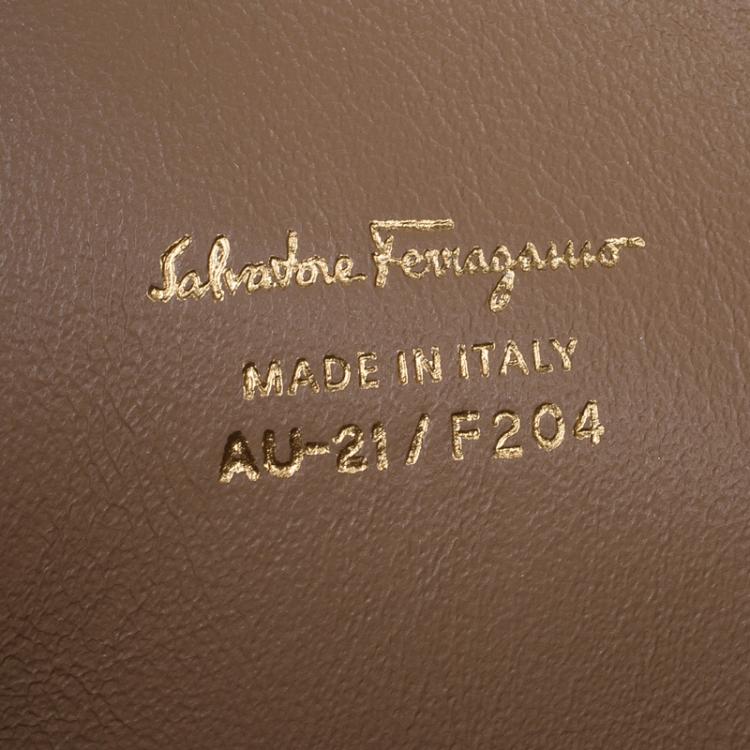 Salvatore Ferragamo
MADE IN ITALY
AU-21 / F204